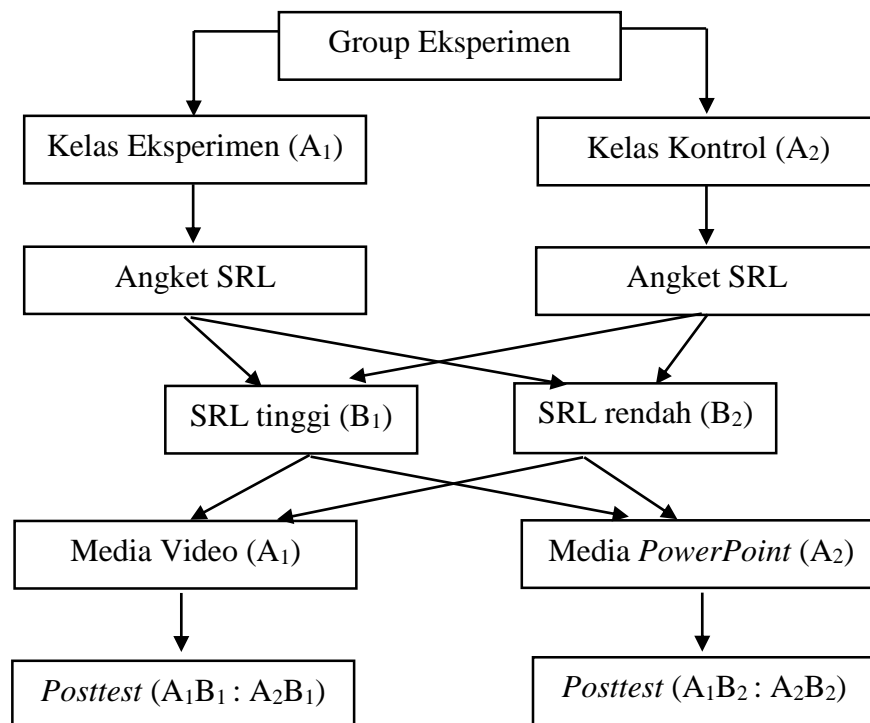 Group Eksperimen
Kelas Eksperimen (A₁)
Kelas Kontrol (A₂)
Angket SRL
Angket SRL
SRL tinggi (B₁)
SRL rendah (B₂)
Media Video (A₁)
Media PowerPoint (A₂)
Posttest (A₁B₁ : A₂B₁)
Posttest (A₁B₂ : A₂B₂)